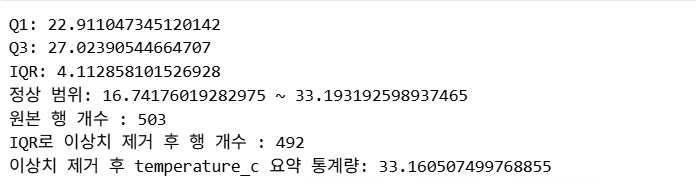 Q1: 22.911047345120142
Q3: 27.02390544664707
IQR: 4.112858101526928
정상 범위: 16.74176019282975 ~ 33.193192598937465
원본 행 개수 : 503
IQR로 이상치 제거 후 행 개수 : 492
이상치 제거 후 temperature_c 요약 통계량: 33.160507499768855